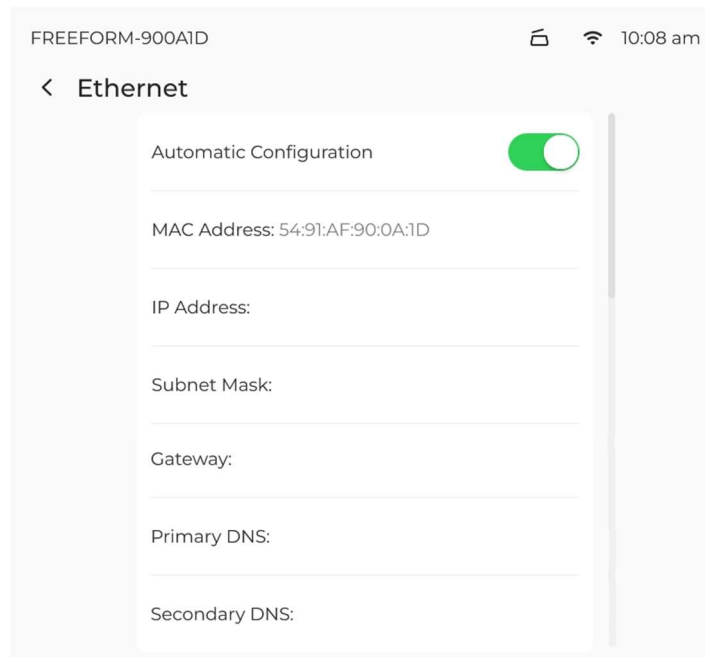 FREEFORM-900A1D 10:08 am
Ethernet
Automatic Configuration
MAC Address: 54:91:AF:90:0A:1D
IP Address:
Subnet Mask:
Gateway:
Primary DNS:
Secondary DNS: